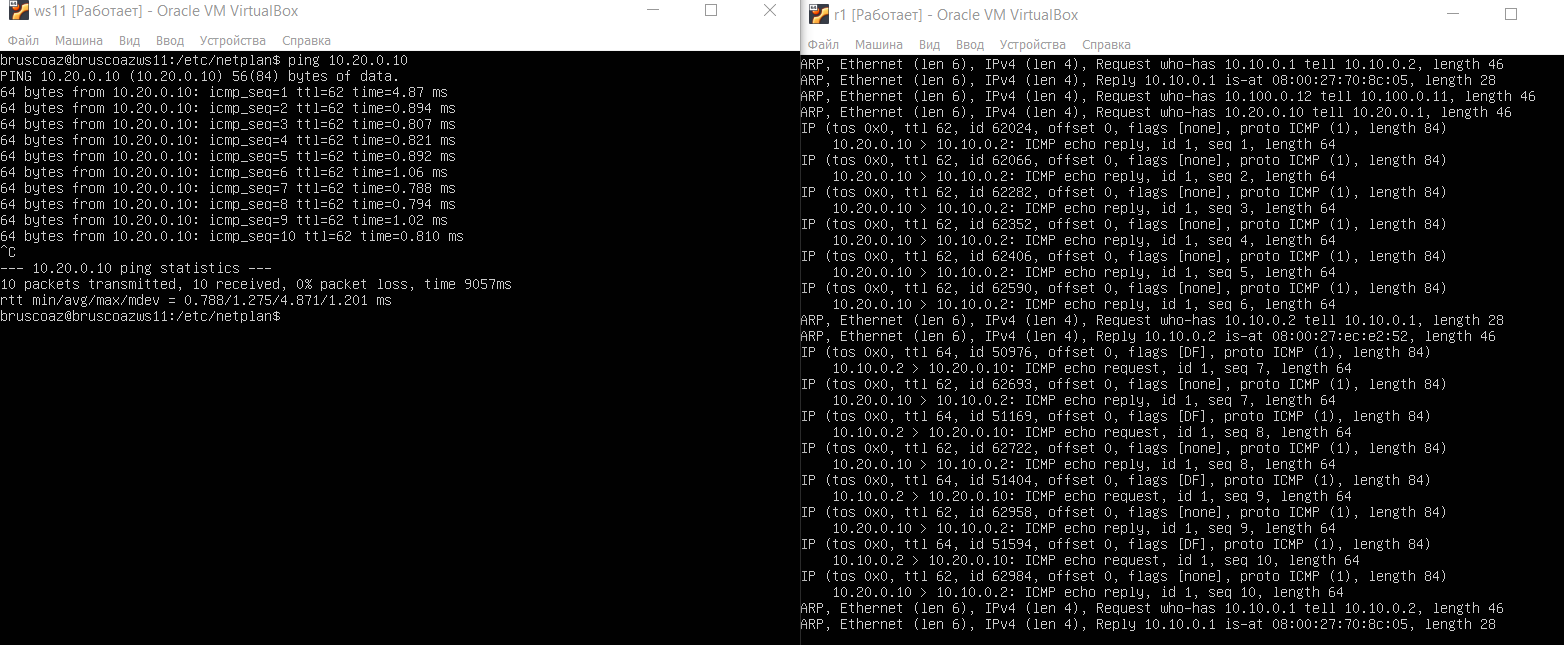 ws11 [Работает] - Oracle VM VirtualBox
Файл Машина Вид Ввод Устройства Справка
bruscoaz@bruscoazws11:/etc/netplan$ ping 10.20.0.10
PING 10.20.0.10 (10.20.0.10) 56(84) bytes of data.
64 bytes from 10.20.0.10: icmp_seq=1 ttl=62 time=4.87 ms
64 bytes from 10.20.0.10: icmp_seq=2 ttl=62 time=0.894 ms
64 bytes from 10.20.0.10: icmp_seq=3 ttl=62 time=0.807 ms
64 bytes from 10.20.0.10: icmp_seq=4 ttl=62 time=0.821 ms
64 bytes from 10.20.0.10: icmp_seq=5 ttl=62 time=0.892 ms
64 bytes from 10.20.0.10: icmp_seq=6 ttl=62 time=1.06 ms
64 bytes from 10.20.0.10: icmp_seq=7 ttl=62 time=0.788 ms
64 bytes from 10.20.0.10: icmp_seq=8 ttl=62 time=0.794 ms
64 bytes from 10.20.0.10: icmp_seq=9 ttl=62 time=1.02 ms
64 bytes from 10.20.0.10: icmp_seq=10 ttl=62 time=0.810 ms
^C
--- 10.20.0.10 ping statistics ---
10 packets transmitted, 10 received, 0% packet loss, time 9057ms
rtt min/avg/max/mdev = 0.788/1.275/4.871/1.201 ms
bruscoaz@bruscoazws11:/etc/netplan$
r1 [Работает] - Oracle VM VirtualBox
Файл Машина Вид Ввод Устройства Справка
ARP, Ethernet (len 6), IPv4 (len 4), Request who-has 10.10.0.1 tell 10.10.0.2, length 46
ARP, Ethernet (len 6), IPv4 (len 4), Reply 10.10.0.1 is-at 08:00:27:70:8c:05, length 28
ARP, Ethernet (len 6), IPv4 (len 4), Request who-has 10.100.0.12 tell 10.100.0.11, length 46
ARP, Ethernet (len 6), IPv4 (len 4), Request who-has 10.20.0.10 tell 10.20.0.1, length 46
IP (tos 0x0, ttl 62, id 62024, offset 0, flags [none], proto ICMP (1), length 84)
10.20.0.10 > 10.10.0.2: ICMP echo reply, id 1, seq 1, length 64
IP (tos 0x0, ttl 62, id 62066, offset 0, flags [none], proto ICMP (1), length 84)
10.20.0.10 > 10.10.0.2: ICMP echo reply, id 1, seq 2, length 64
IP (tos 0x0, ttl 62, id 62282, offset 0, flags [none], proto ICMP (1), length 84)
10.20.0.10 > 10.10.0.2: ICMP echo reply, id 1, seq 3, length 64
IP (tos 0x0, ttl 62, id 62352, offset 0, flags [none], proto ICMP (1), length 84)
10.20.0.10 > 10.10.0.2: ICMP echo reply, id 1, seq 4, length 64
IP (tos 0x0, ttl 62, id 62406, offset 0, flags [none], proto ICMP (1), length 84)
10.20.0.10 > 10.10.0.2: ICMP echo reply, id 1, seq 5, length 64
IP (tos 0x0, ttl 62, id 62590, offset 0, flags [none], proto ICMP (1), length 84)
10.20.0.10 > 10.10.0.2: ICMP echo reply, id 1, seq 6, length 64
ARP, Ethernet (len 6), IPv4 (len 4), Request who-has 10.10.0.2 tell 10.10.0.1, length 28
ARP, Ethernet (len 6), IPv4 (len 4), Reply 10.10.0.2 is-at 08:00:27:ec:e2:52, length 46
IP (tos 0x0, ttl 64, id 50976, offset 0, flags [DF], proto ICMP (1), length 84)
10.10.0.2 > 10.20.0.10: ICMP echo request, id 1, seq 7, length 64
IP (tos 0x0, ttl 62, id 62693, offset 0, flags [none], proto ICMP (1), length 84)
10.20.0.10 > 10.10.0.2: ICMP echo reply, id 1, seq 7, length 64
IP (tos 0x0, ttl 64, id 51169, offset 0, flags [DF], proto ICMP (1), length 84)
10.10.0.2 > 10.20.0.10: ICMP echo request, id 1, seq 8, length 64
IP (tos 0x0, ttl 62, id 62722, offset 0, flags [none], proto ICMP (1), length 84)
10.20.0.10 > 10.10.0.2: ICMP echo reply, id 1, seq 8, length 64
IP (tos 0x0, ttl 64, id 51404, offset 0, flags [DF], proto ICMP (1), length 84)
10.10.0.2 > 10.20.0.10: ICMP echo request, id 1, seq 9, length 64
IP (tos 0x0, ttl 62, id 62958, offset 0, flags [none], proto ICMP (1), length 84)
10.20.0.10 > 10.10.0.2: ICMP echo reply, id 1, seq 9, length 64
IP (tos 0x0, ttl 64, id 51594, offset 0, flags [DF], proto ICMP (1), length 84)
10.10.0.2 > 10.20.0.10: ICMP echo request, id 1, seq 10, length 64
IP (tos 0x0, ttl 62, id 62984, offset 0, flags [none], proto ICMP (1), length 84)
10.20.0.10 > 10.10.0.2: ICMP echo reply, id 1, seq 10, length 64
ARP, Ethernet (len 6), IPv4 (len 4), Request who-has 10.10.0.1 tell 10.10.0.2, length 46
ARP, Ethernet (len 6), IPv4 (len 4), Reply 10.10.0.1 is-at 08:00:27:70:8c:05, length 28